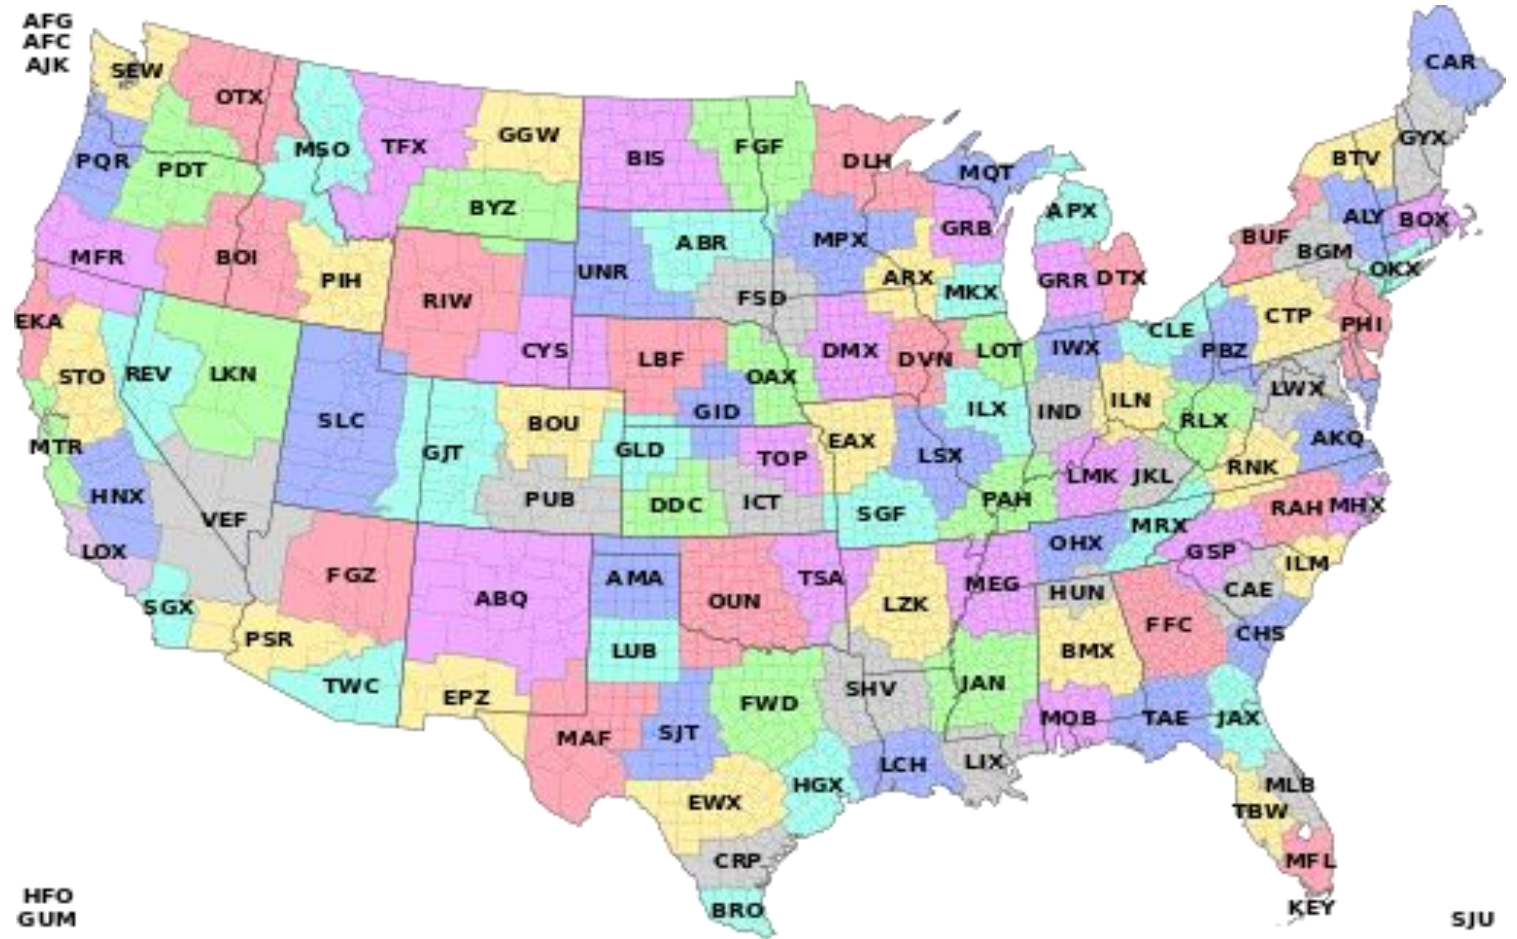 AFG
AFC
AJK
SEW
OTX
CAR
PQR
PDT
MSO
TFX
GGW
BIS
FGF
DLH
MQT
BTV
GYX
BYZ
MFR
BOI
PIH
RIW
UNR
ABR
MPX
GRB
APX
ALY
BOX
BUF
BGM
OKX
FSD
ARX
MKX
GRR
DTX
EKA
STO
REV
LKN
SLC
CYS
LBF
OAX
DMX
DVN
LOT
IWX
CLE
PBZ
CTP
PHI
GJT
BOU
GLD
GID
ILX
IND
ILN
RLX
LWX
MTR
HNX
TOP
EAX
LSX
LMK
JKL
RNK
AKQ
PUB
DDC
ICT
SGF
PAH
VEF
LOX
OHX
MRX
RAH
MHX
GSP
ILM
SGX
FGZ
ABQ
AMA
OUN
TSA
LZK
MEG
HUN
CAE
PSR
LUB
BMX
FFC
CHS
TWC
EPZ
FWD
SHV
JAN
MOB
TAE
JAX
MAF
SJT
LCH
LIX
HGX
MLB
EWX
TBW
CRP
MFL
BRO
KEY
HFO
GUM
SJU